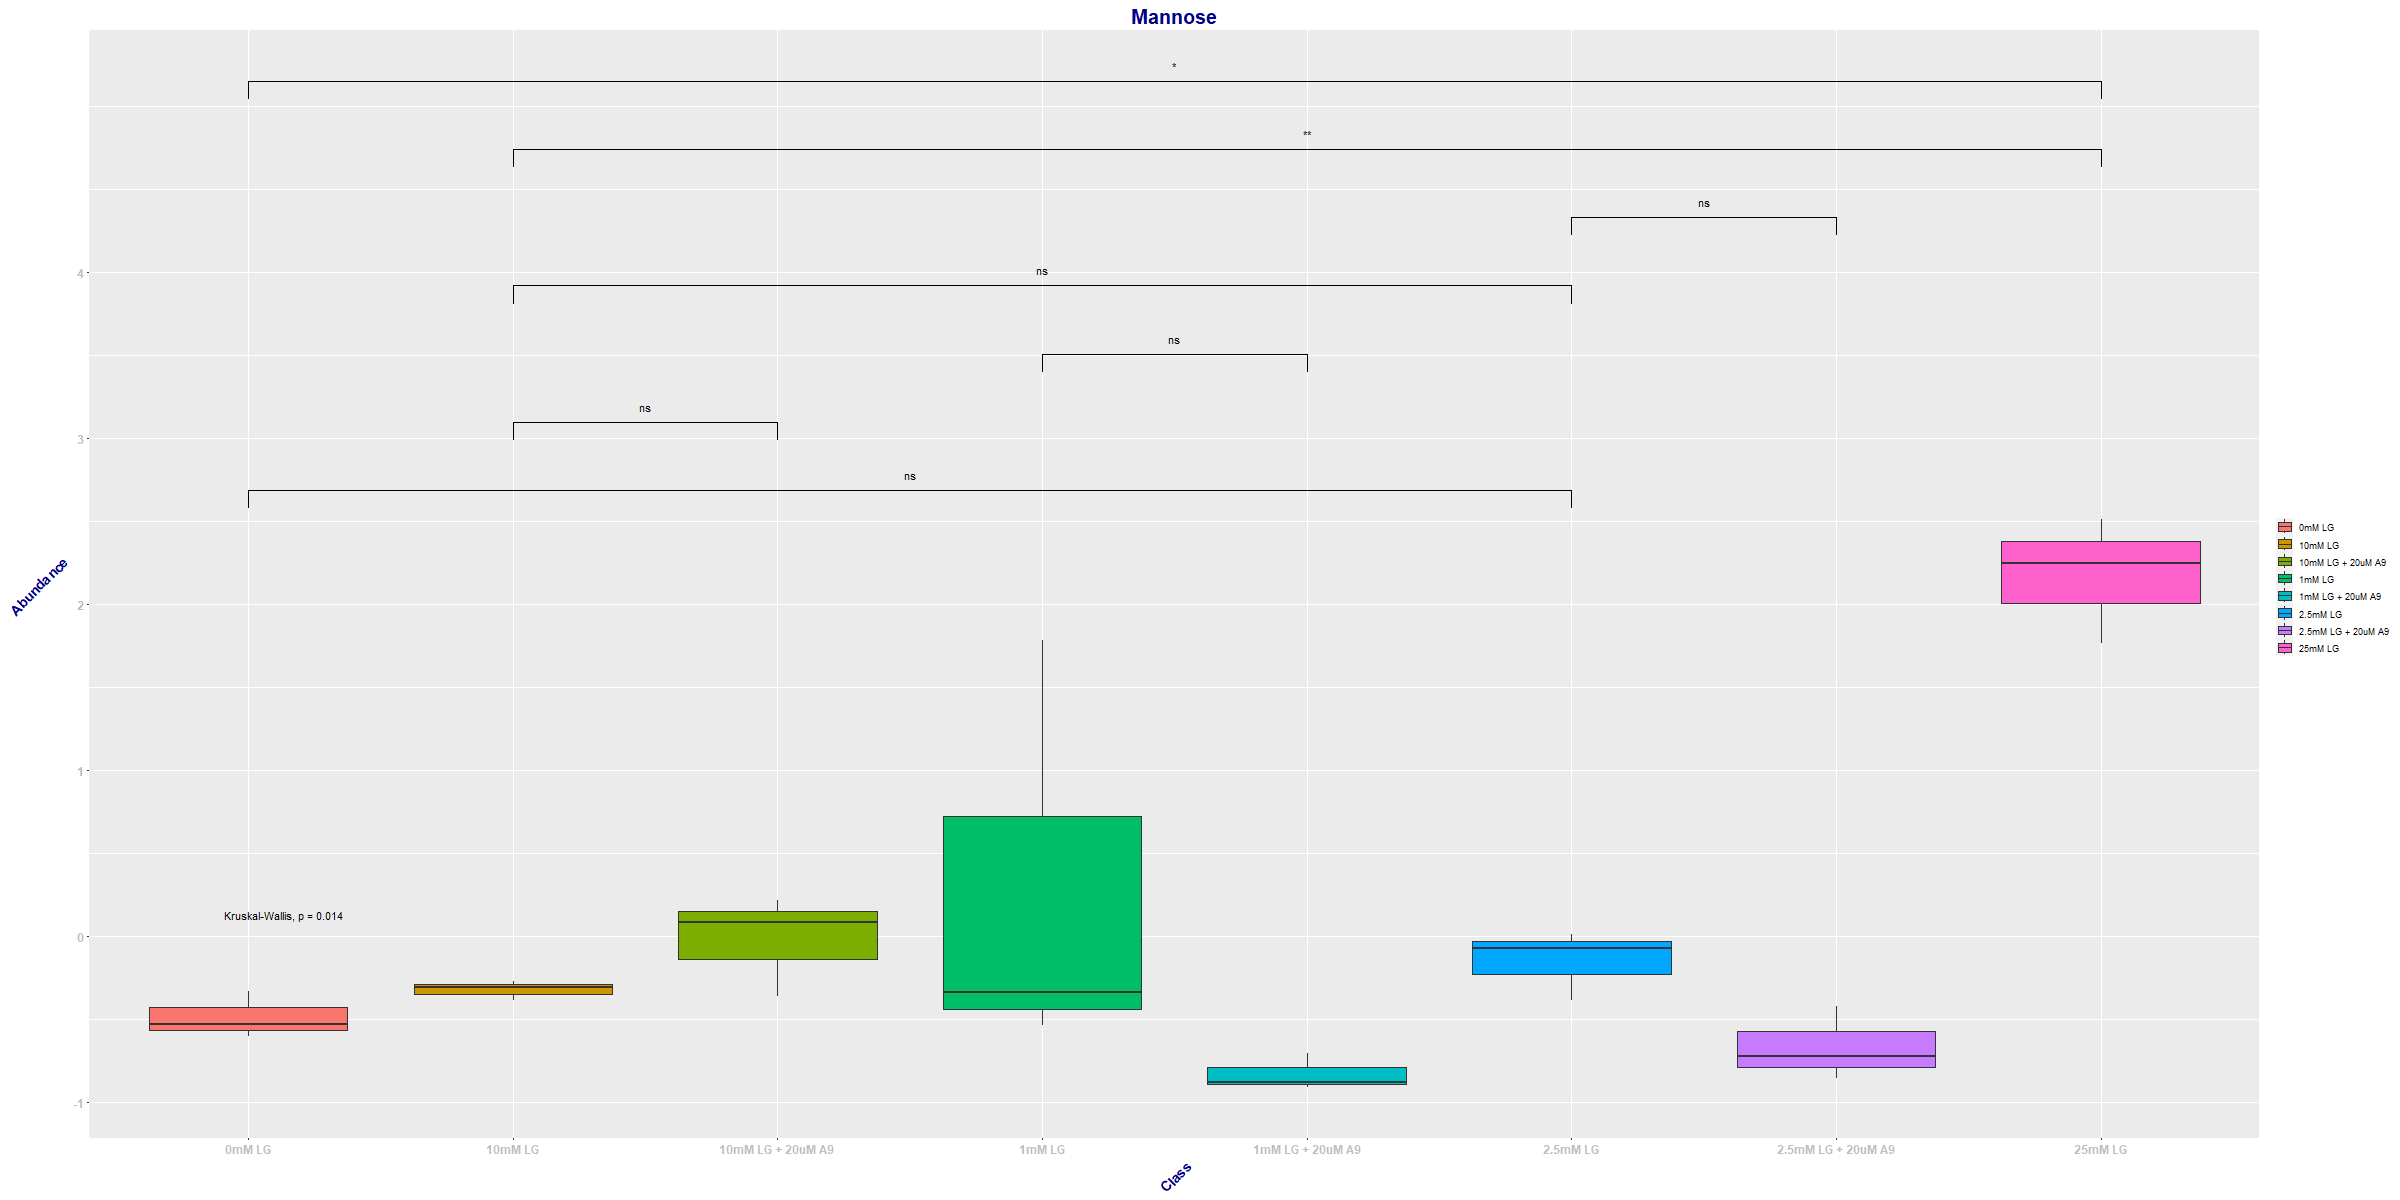 Mannose
*
**
ns
ns
ns
ns
ns
Kruskal-Wallis, p = 0.014
4
3
2
1
0
-1
Abundance
0mM LG
10mM LG
10mM LG + 20uM A9
1mM LG
1mM LG + 20uM A9
2.5mM LG
2.5mM LG + 20uM A9
25mM LG
Class
0mM LG
10mM LG
10mM LG + 20uM A9
1mM LG
1mM LG + 20uM A9
2.5mM LG
2.5mM LG + 20uM A9
25mM LG